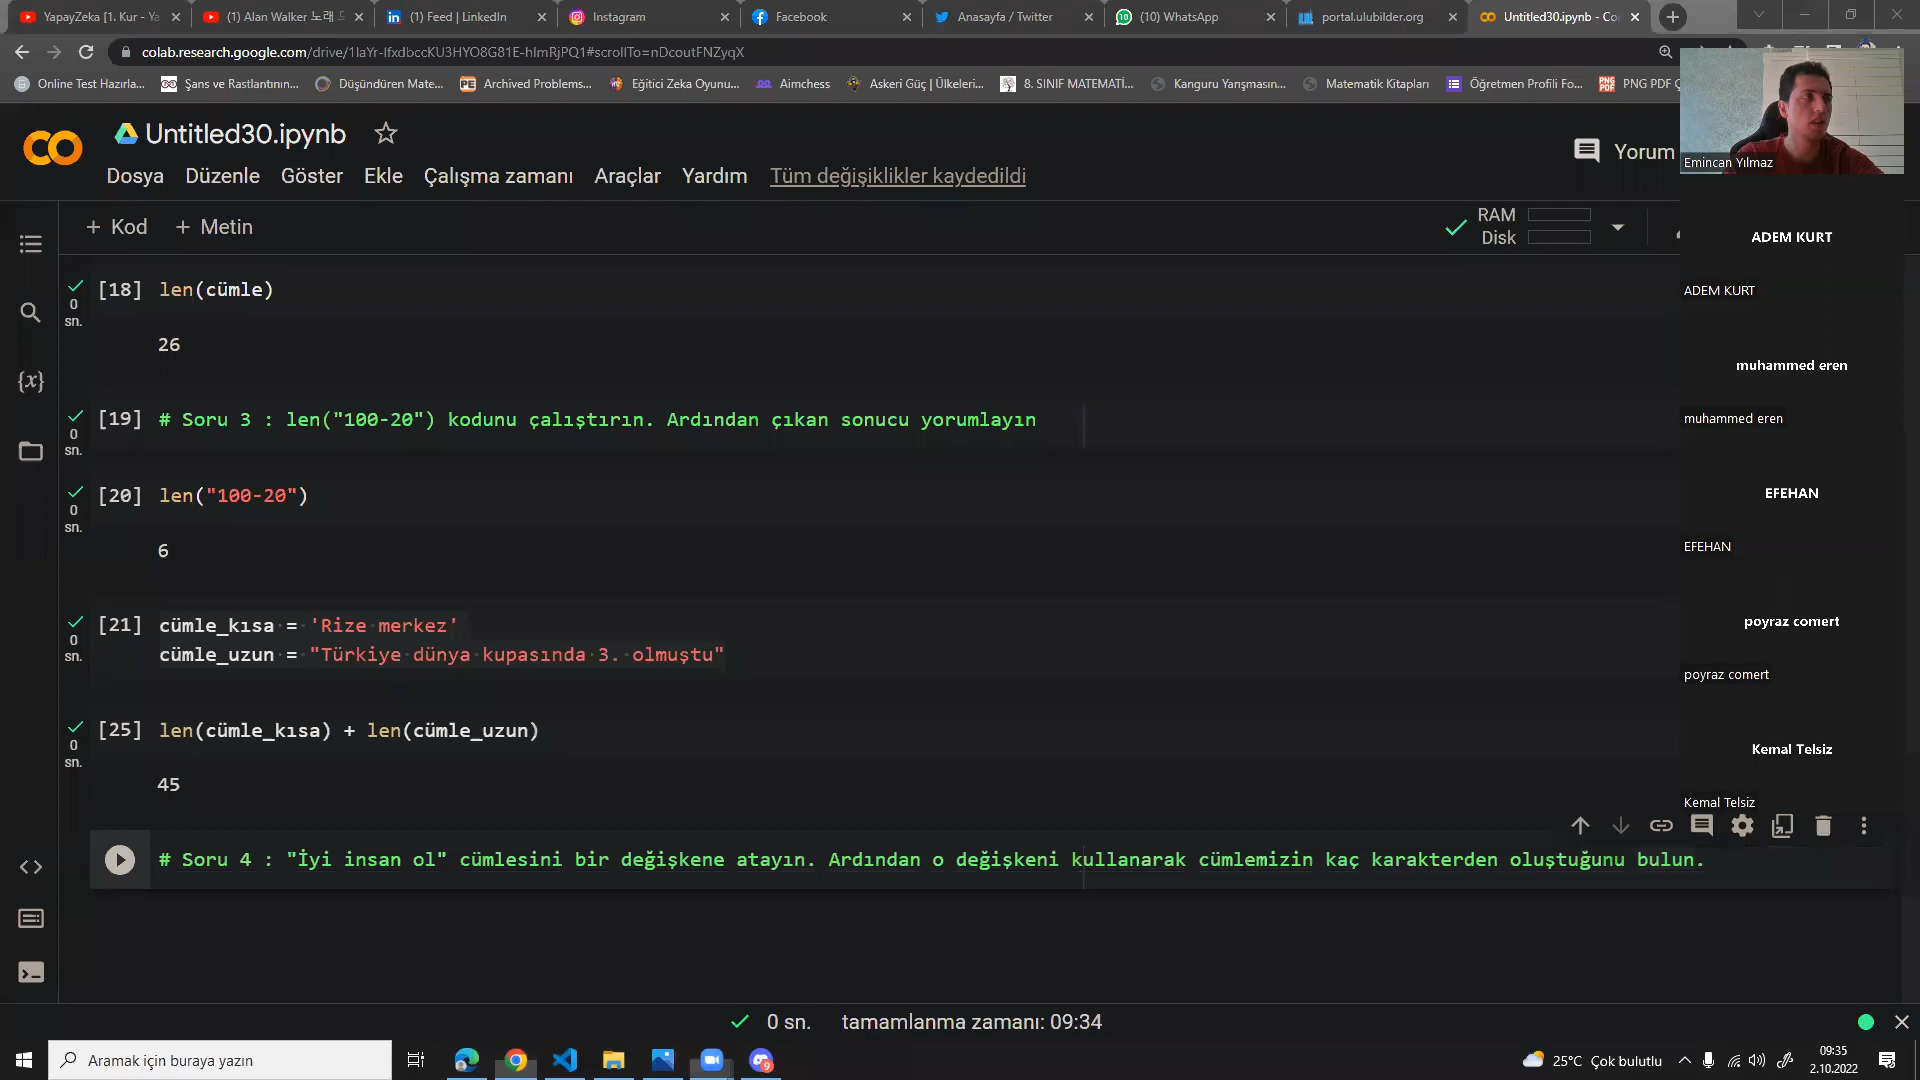 YapayZeka [1. Kur - Ya
(1) Alan Walker 노래 모
(1) Feed | LinkedIn
Instagram
Facebook
Anasayfa / Twitter
(10) WhatsApp
portal.ulubilder.org
Untitled30.ipynb - Co
colab.research.google.com/drive/1laYr-lfxdbccKU3HYO8G81E-hlmRjPQ1#scrollTo=nDcoutFNZyqX
Online Test Hazırla...
Şans ve Rastlantının...
Düşündüren Mate...
Archived Problems...
Eğitici Zeka Oyunu...
Aimchess
Askeri Güç | Ülkeleri...
8. SINIF MATEMATİ...
Kanguru Yarışmasın...
Matematik Kitapları
Öğretmen Profili Fo...
PNG PDF Ç
Untitled30.ipynb
Yorum
Dosya Düzenle Göster Ekle Çalışma zamanı Araçlar Yardım Tüm değişiklikler kaydedildi
Emincan Yılmaz
+ Kod + Metin
RAM
Disk
ADEM KURT
ADEM KURT
muhammed eren
muhammed eren
EFEHAN
EFEHAN
poyraz comert
poyraz comert
Kemal Telsiz
Kemal Telsiz
[18] len(cümle)
0
sn.
26
[19] # Soru 3 : len("100-20") kodunu çalıştırın. Ardından çıkan sonucu yorumlayın
0
sn.
[20] len("100-20")
0
sn.
6
[21] cümle_kısa = 'Rize merkez'
0
sn.
cümle_uzun = "Türkiye dünya kupasında 3. olmuştu"
[25] len(cümle_kısa) + len(cümle_uzun)
0
sn.
45
# Soru 4 : "İyi insan ol" cümlesini bir değişkene atayın. Ardından o değişkeni kullanarak cümlemizin kaç karakterden oluştuğunu bulun.
0 sn. tamamlanma zamanı: 09:34
Aramak için buraya yazın
25°C Çok bulutlu
09:35
2.10.2022